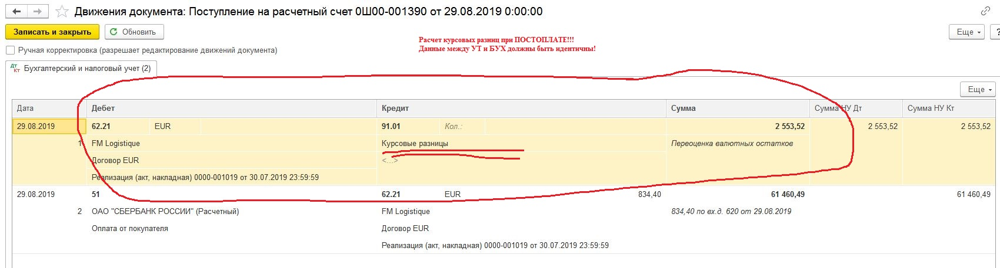 Движения документа: Поступление на расчетный счет 0Ш00-001390 от 29.08.2019 0:00:00
Записать и закрыть
Обновить
Еще
?
Расчет курсовых разниц при ПОСТОПЛАТЕ!!!
Данные между УТ и БУХ должны быть идентичны!
Ручная корректировка (разрешает редактирование движений документа)
Дт Кт Бухгалтерский и налоговый учет (2)
Еще
Дата Дебет Кредит Сумма Сумма НУ Дт Сумма НУ Кт
29.08.2019 62.21 EUR 91.01 Кол.: 2 553,52 2 553,52 2 553,52
1 FM Logistique Курсовые разницы Переоценка валютных остатков
Договор EUR <...>
Реализация (акт, накладная) 0000-001019 от 30.07.2019 23:59:59
29.08.2019 51 62.21 EUR 834,40 61 460,49 61 460,49
2 ОАО "СБЕРБАНК РОССИИ" (Расчетный) FM Logistique 834,40 по вх.д. 620 от 29.08.2019
Оплата от покупателя Договор EUR
Реализация (акт, накладная) 0000-001019 от 30.07.2019 23:59:59